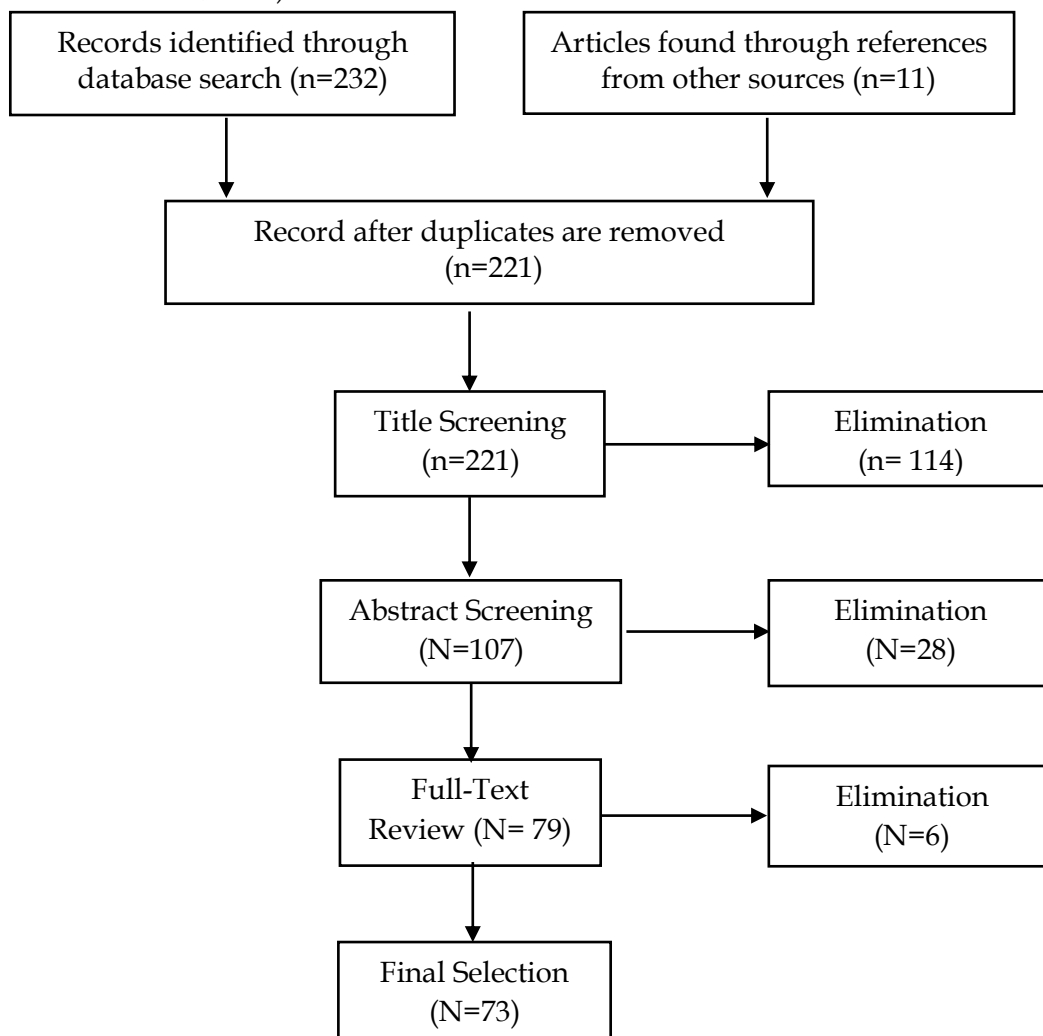 Records identified through
database search (n=232)
Articles found through references
from other sources (n=11)
Record after duplicates are removed
(n=221)
Title Screening
(n=221)
Elimination
(n= 114)
Abstract Screening
(N=107)
Elimination
(N=28)
Full-Text
Review (N= 79)
Elimination
(N=6)
Final Selection
(N=73)